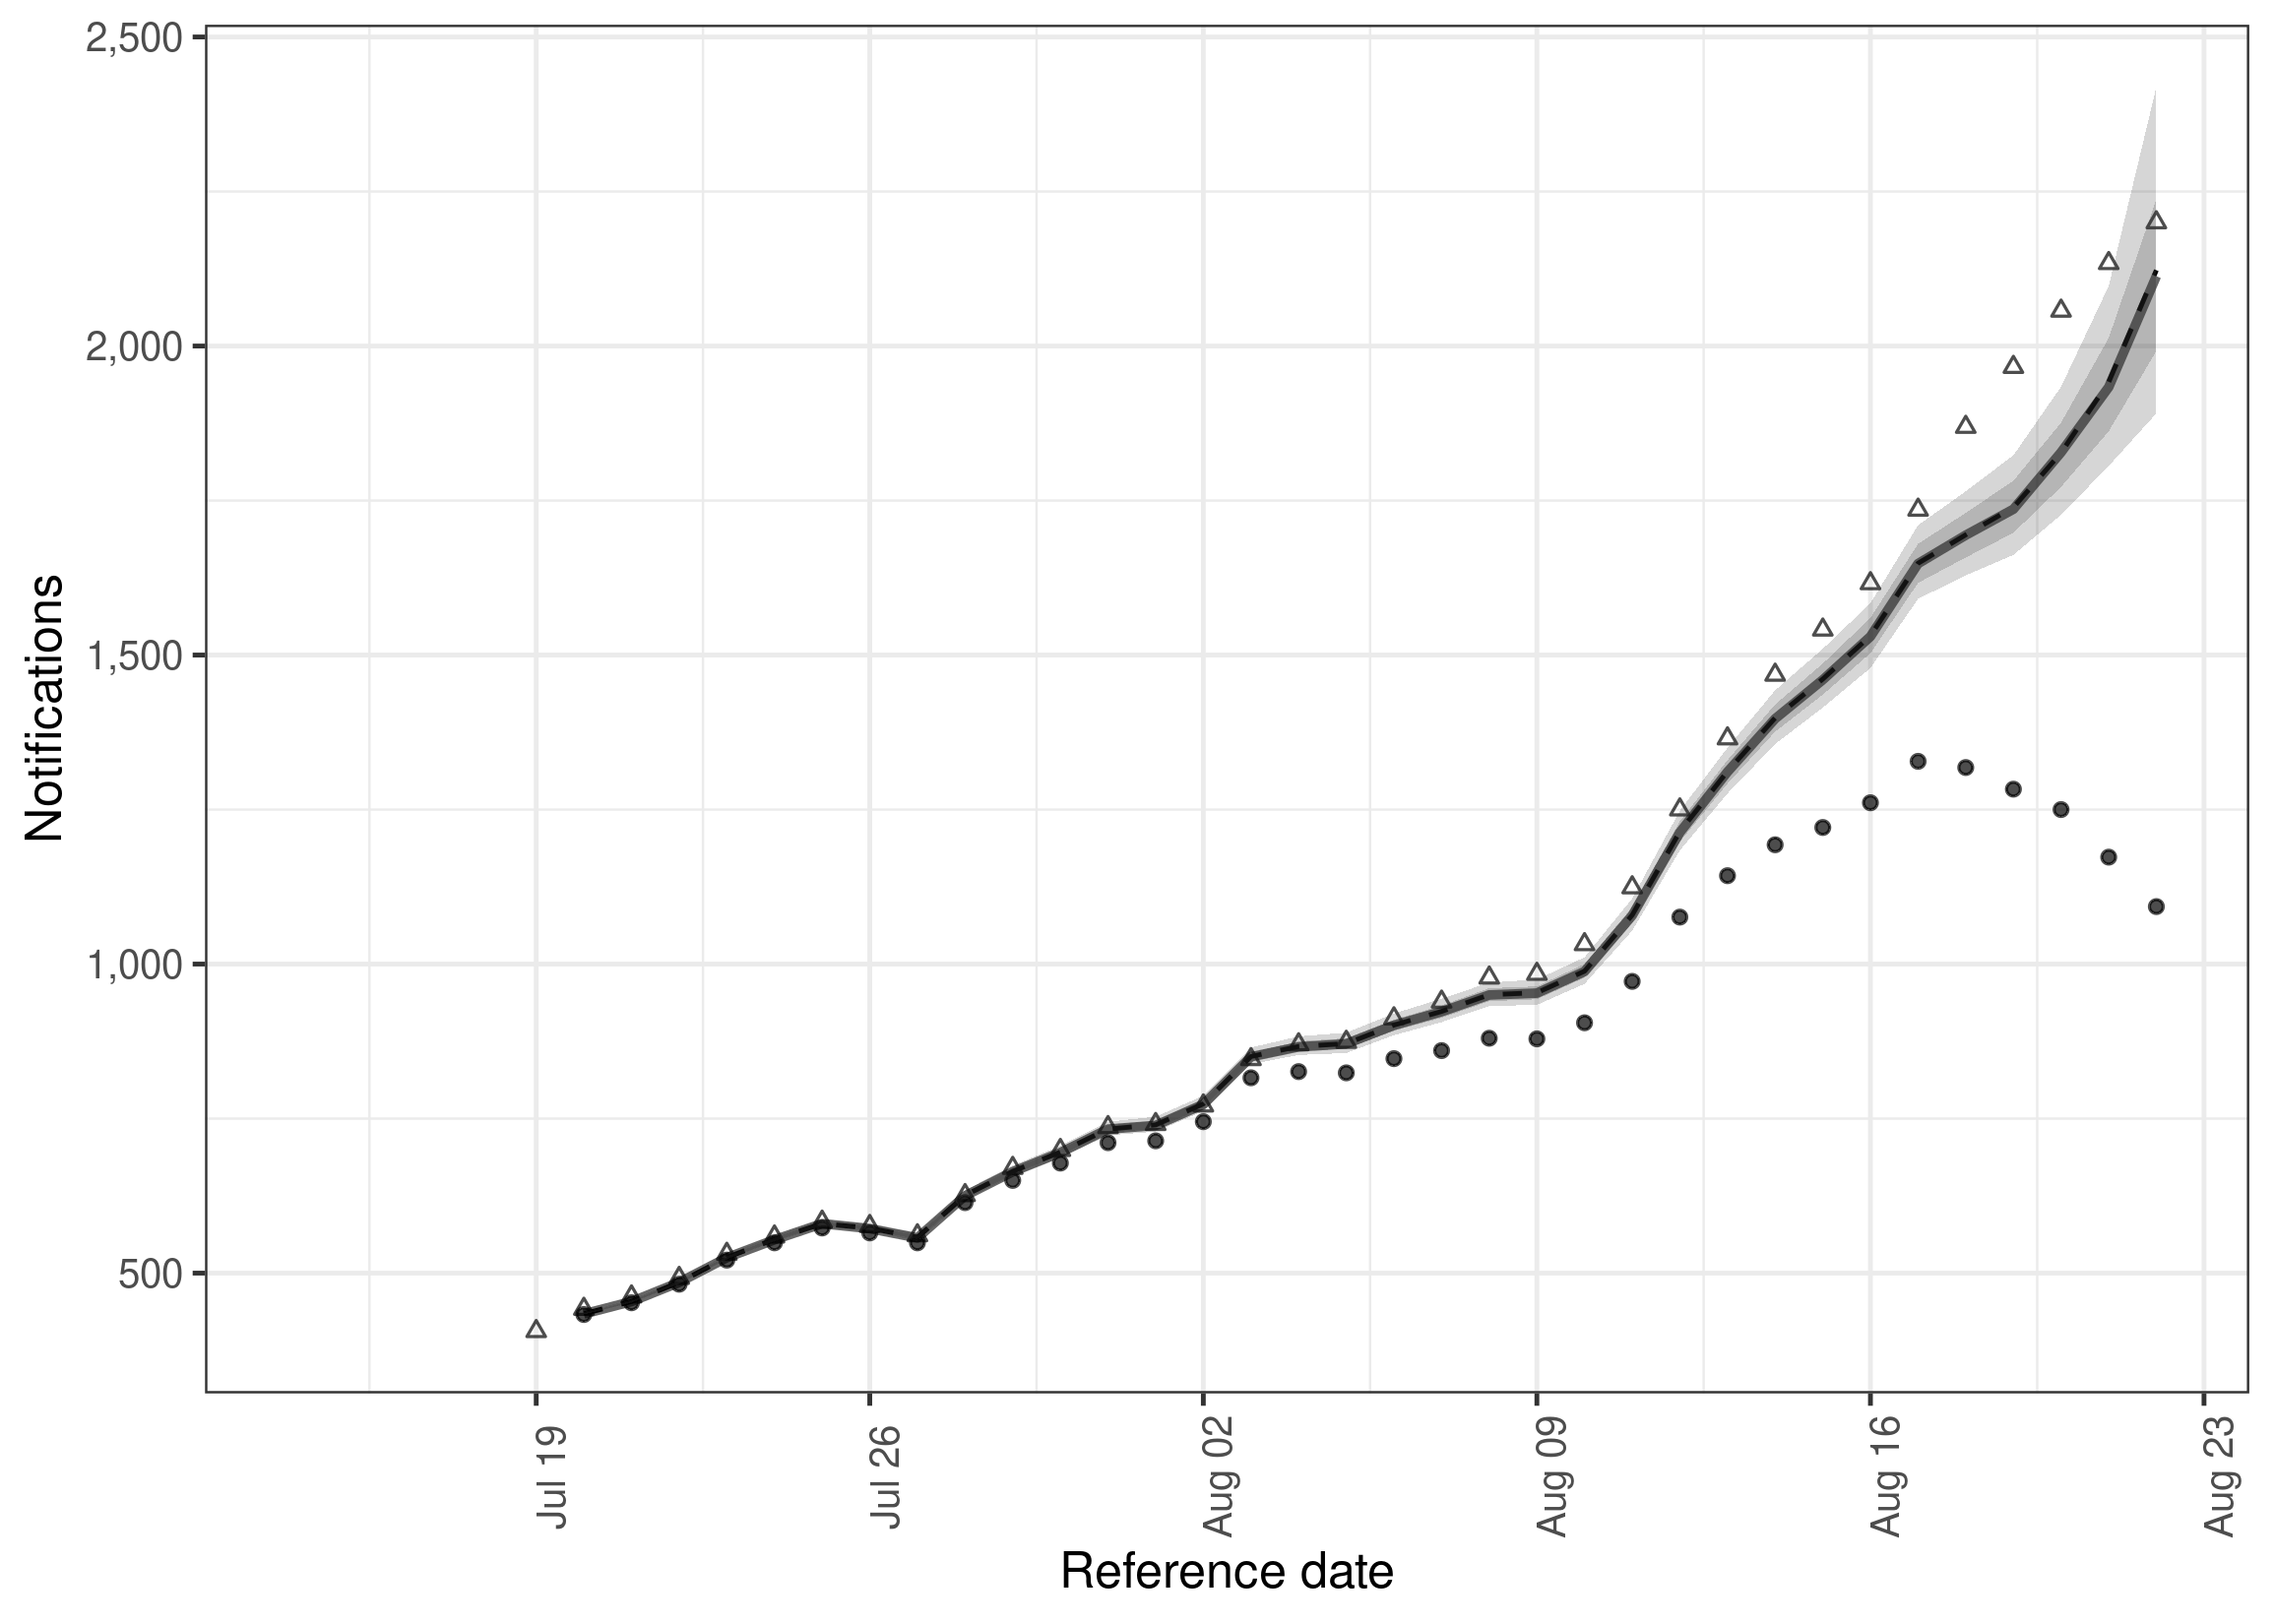 2,500
2,000
1,500
1,000
500
Notifications
Jul 19
Jul 26
Aug 02
Aug 09
Aug 16
Aug 23
Reference date